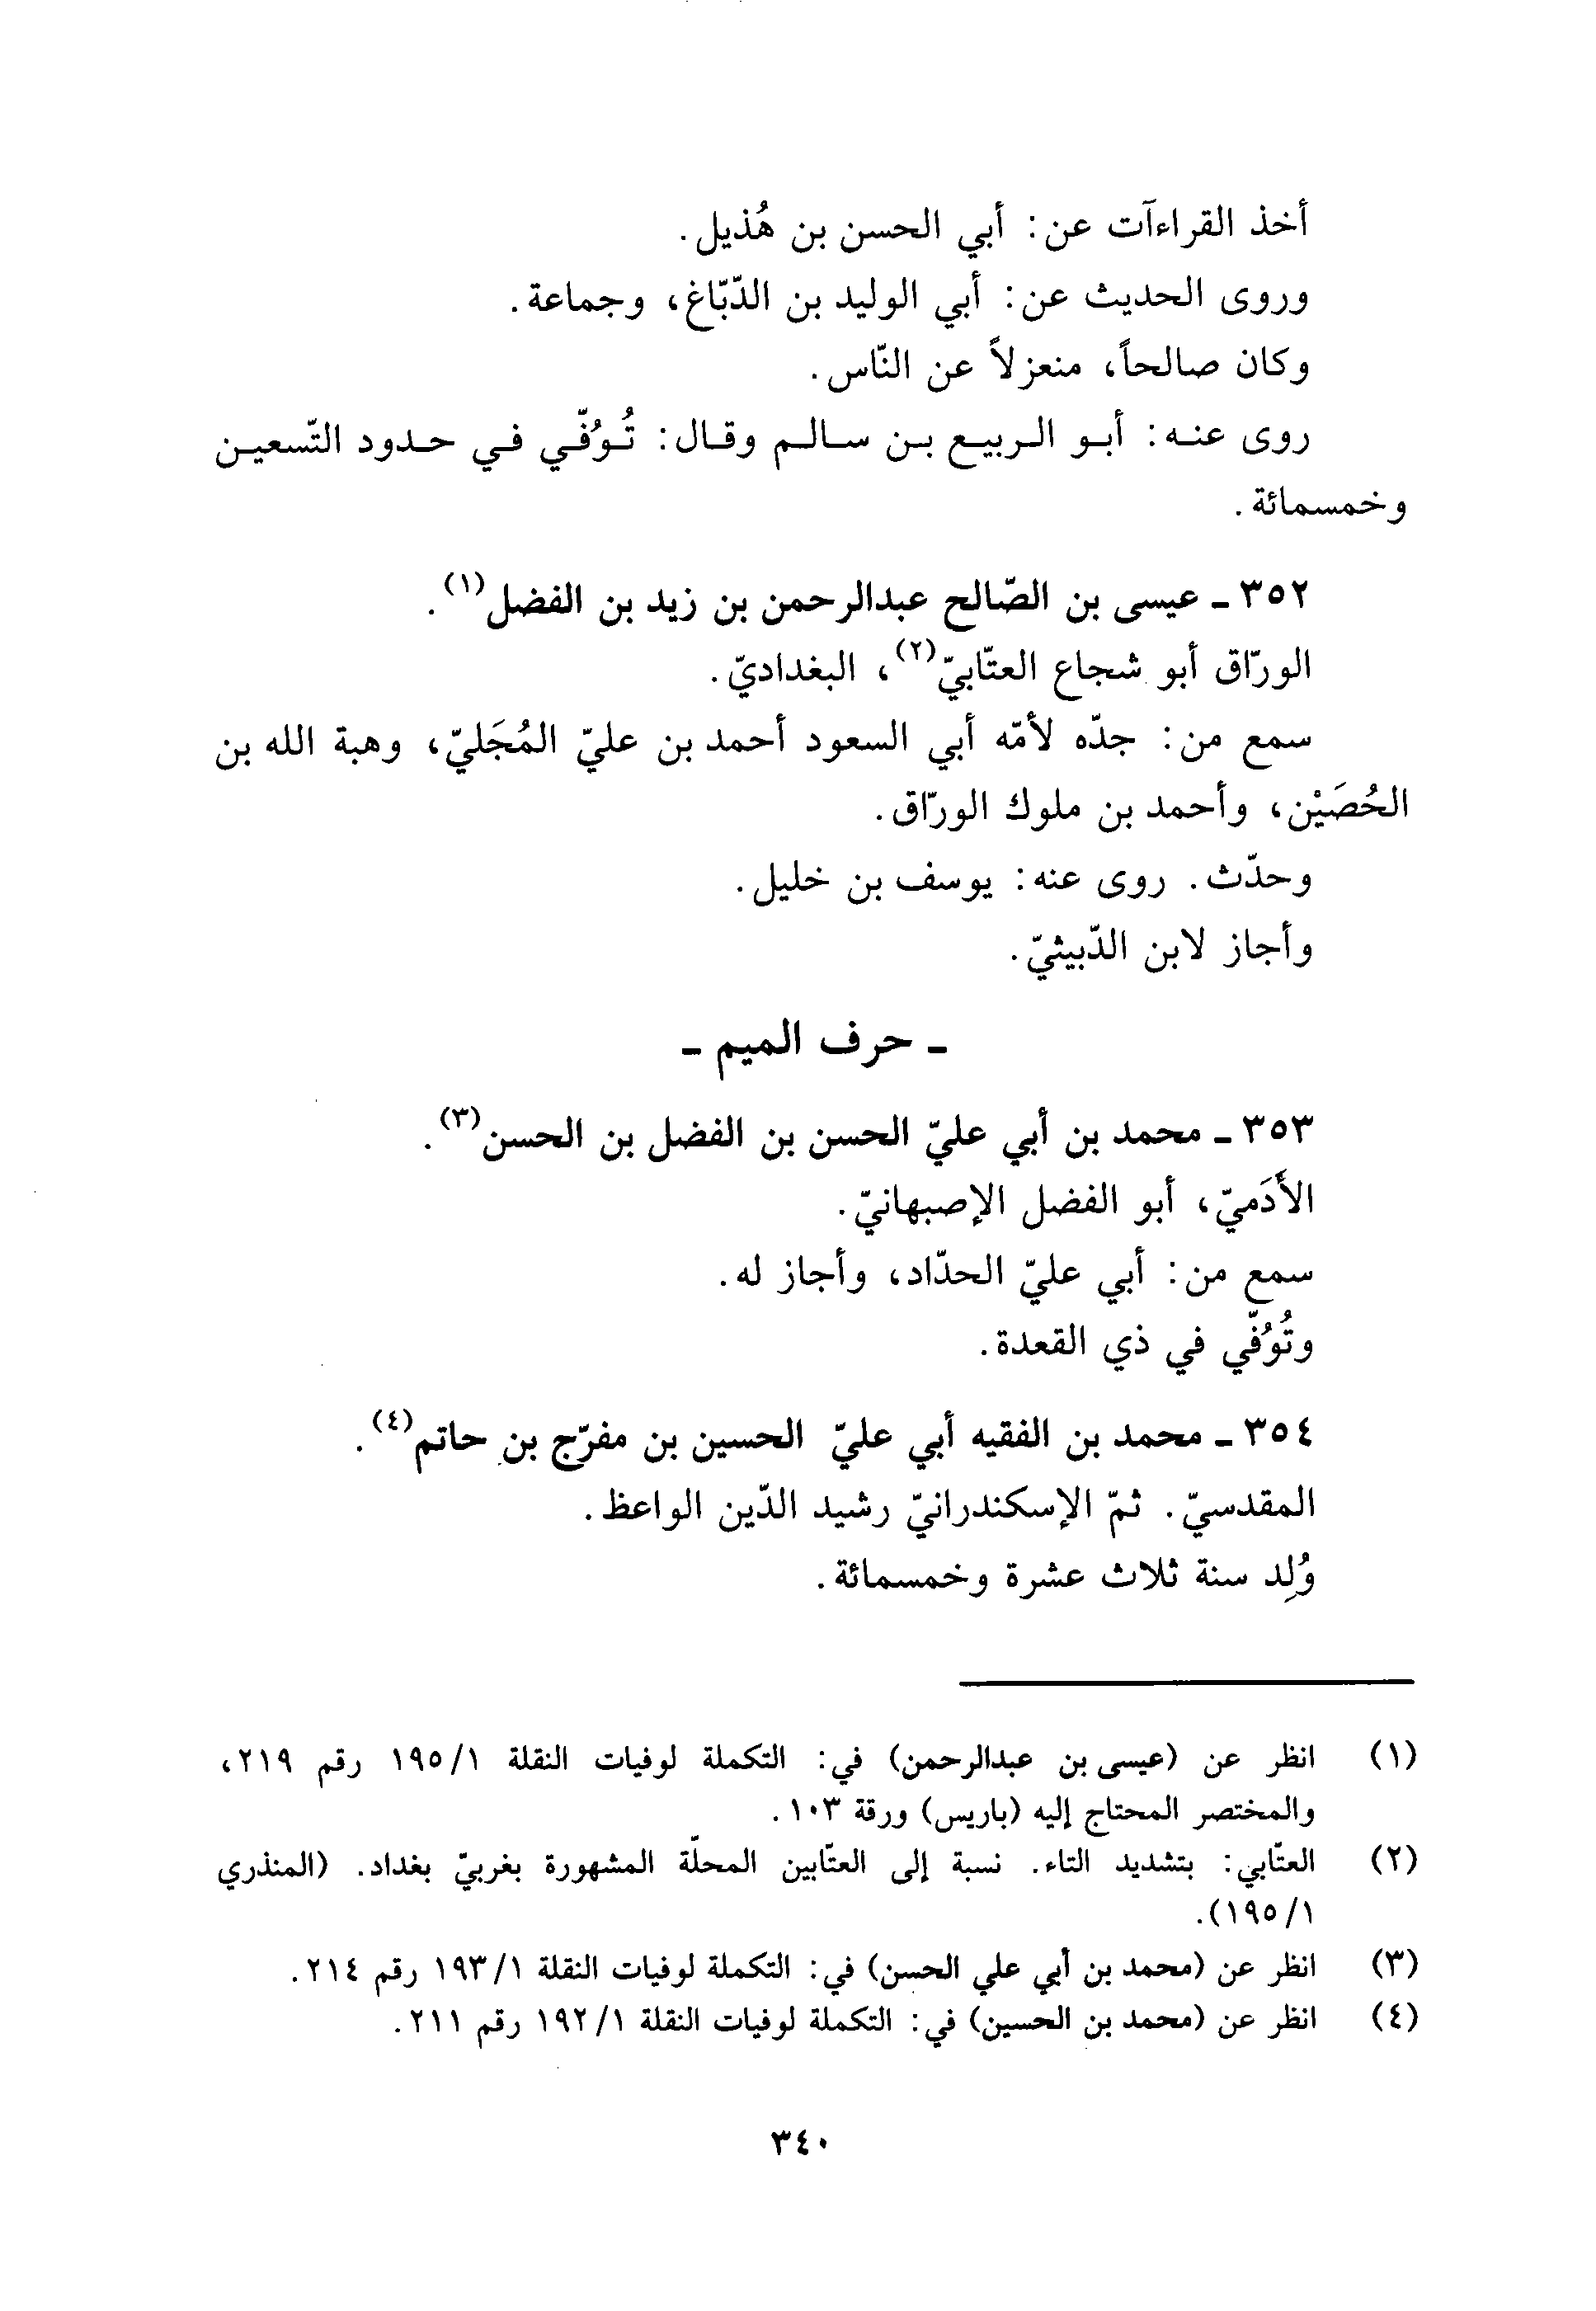 أخذ القراءآت عن: أبي الحسن بن هُذيل.
وروى الحديث عن: أبي الوليد بن الدّبّاغ، وجماعة.
وكان صالحاً، منعزلاً عن النّاس.
روى عنه: أبو الربيع بن سالم وقال: تُوُفّي في حدود التّسعين
وخمسمائة.
٣٥٢ ـ عيسى بن الصّالح عبدالرحمن بن زيد بن الفضل(١).
الورّاق أبو شجاع العتّابيّ(٢)، البغداديّ.
سمع من: جدّه لأمّه أبي السعود أحمد بن عليّ المُجَليّ، وهبة الله بن
الحُصَيْن، وأحمد بن ملوك الورّاق.
وحدّث. روى عنه: يوسف بن خليل.
وأجاز لابن الدّبيثيّ.
ـ حرف الميم ـ
٣٥٣ ـ محمد بن أبي عليّ الحسن بن الفضل بن الحسن(٣).
الأَدَميّ، أبو الفضل الإصبهانيّ.
سمع من: أبي عليّ الحدّاد، وأجاز له.
وتُوُفّي في ذي القعدة.
٣٥٤ ـ محمد بن الفقيه أبي عليّ الحسين بن مفرّج بن حاتم(٤).
المقدسيّ. ثمّ الإسكندرانيّ رشيد الدّين الواعظ.
وُلِد سنة ثلاث عشرة وخمسمائة.
(١) انظر عن (عيسى بن عبدالرحمن) في: التكملة لوفيات النقلة ١٩٥/١ رقم ٢١٩،
والمختصر المحتاج إليه (باريس) ورقة ١٠٣.
(٢) العتّابي: بتشديد التاء. نسبة إلى العتّابين المحلّة المشهورة بغربيّ بغداد. (المنذري
١٩٥/١).
(٣) انظر عن (محمد بن أبي علي الحسن) في: التكملة لوفيات النقلة ١٩٣/١ رقم ٢١٤.
(٤) انظر عن (محمد بن الحسين) في: التكملة لوفيات النقلة ١٩٢/١ رقم ٢١١.
٣٤٠